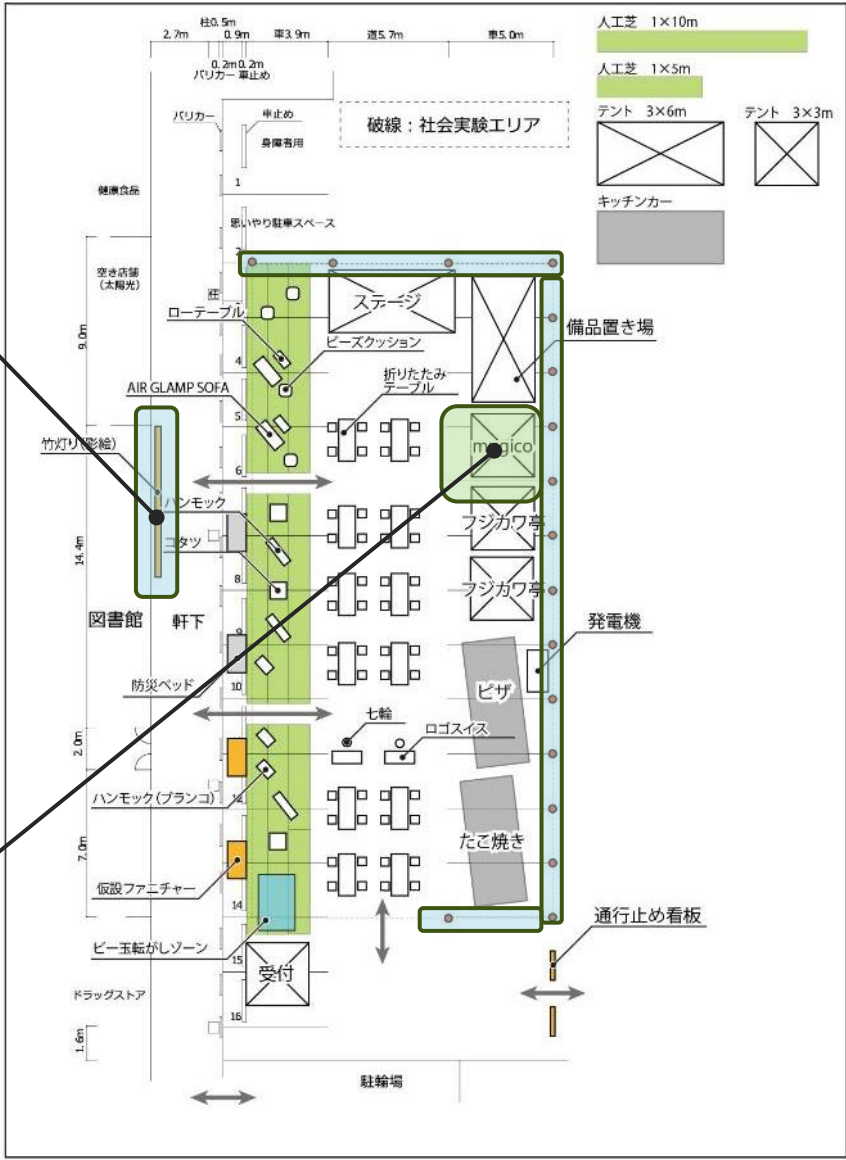 柱0.5m
2.7m
0.9m
車3.9m
道5.7m
車5.0m
0.2m
0.2m
バリカー
車止め
人工芝 1×10m
人工芝 1×5m
テント 3×6m
テント 3×3m
キッチンカー
破線：社会実験エリア
バリカー
車止め
身障者用
1
健康食品
思いやり駐車スペース
2
空き店舗
（太陽光）
ステージ
ローテーブル
ビーズクッション
備品置き場
9.0m
4
AIR GLAMP SOFA
折りたたみ
テーブル
5
竹灯り（影絵）
magico
6
ハンモック
フジカワ亭
コタツ
14.4m
8
フジカワ亭
図書館
軒下
9
発電機
防災ベッド
10
ピザ
七輪
ロゴスイス
2.0m
ハンモック（ブランコ）
たこ焼き
7.0m
仮設ファニチャー
14
通行止め看板
ビー玉転がしゾーン
15
受付
ドラッグストア
16
1.6m
駐輪場